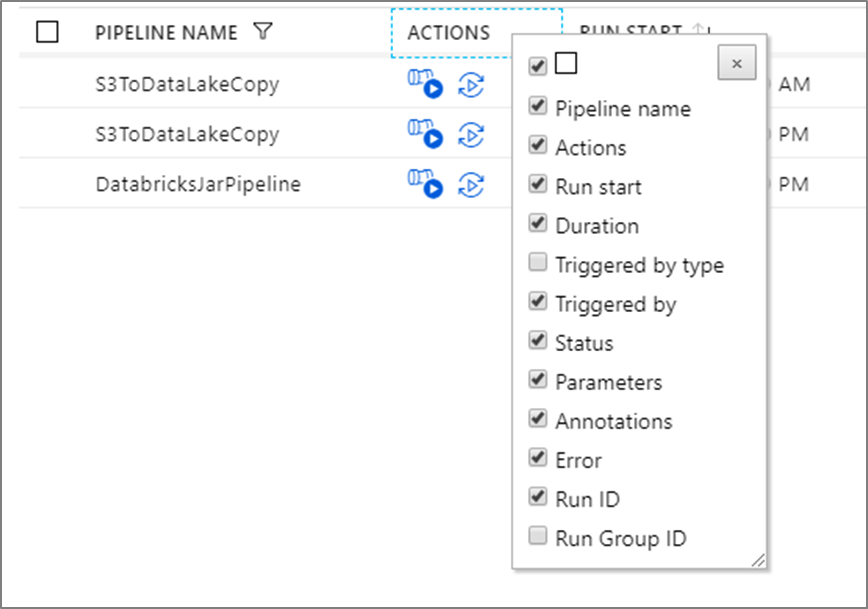 PIPELINE NAME ACTIONS RUN START
S3ToDataLakeCopy AM
S3ToDataLakeCopy PM
DatabricksJarPipeline PM
×
Pipeline name
Actions
Run start
Duration
Triggered by type
Triggered by
Status
Parameters
Annotations
Error
Run ID
Run Group ID